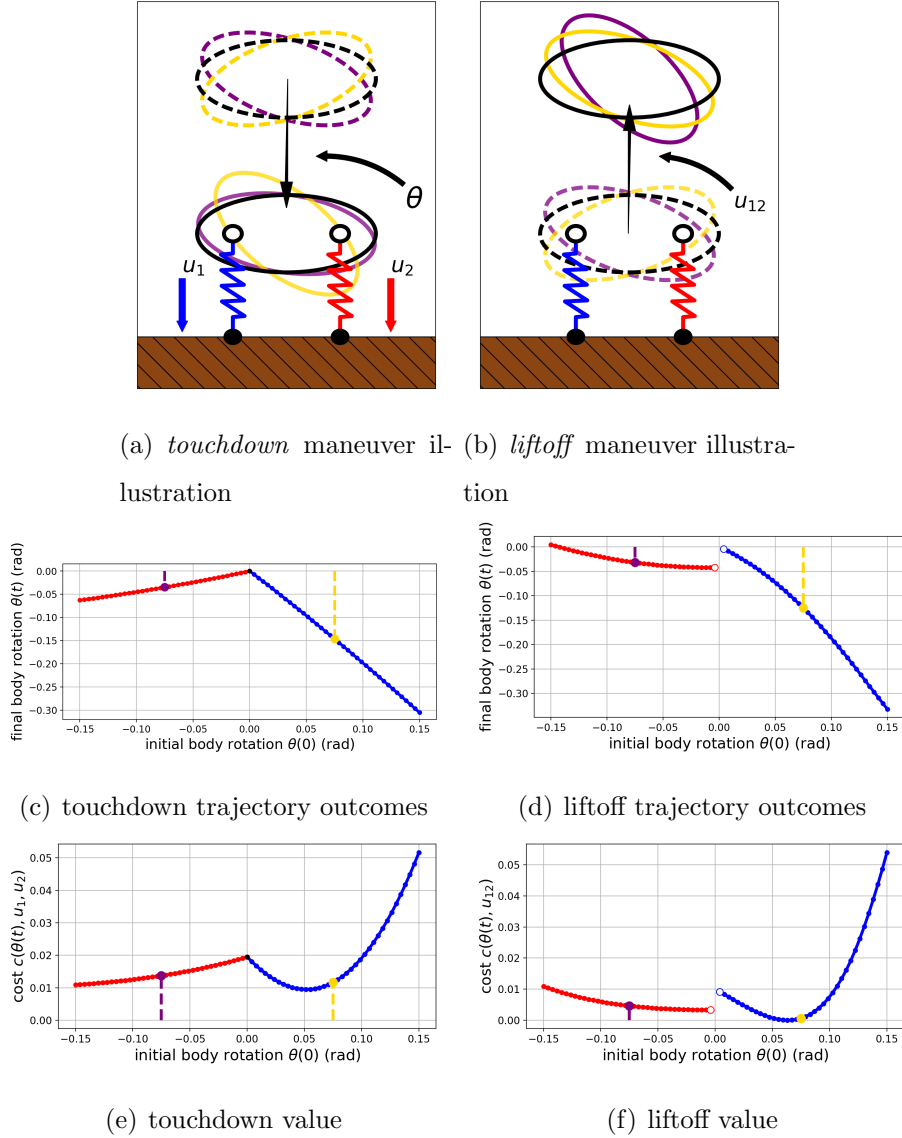 θ
u1
u2
u12
(a) touchdown maneuver il-
lustration
(b) liftoff maneuver illustra-
tion
final body rotation θ(t) (rad)
0.00
−0.05
−0.10
−0.15
−0.20
−0.25
−0.30
−0.15 −0.10 −0.05 0.00 0.05 0.10 0.15
initial body rotation θ(0) (rad)
(c) touchdown trajectory outcomes
final body rotation θ(t) (rad)
0.00
−0.05
−0.10
−0.15
−0.20
−0.25
−0.30
−0.15 −0.10 −0.05 0.00 0.05 0.10 0.15
initial body rotation θ(0) (rad)
(d) liftoff trajectory outcomes
cost c(θ(t), u1, u2)
0.05
0.04
0.03
0.02
0.01
0.00
−0.15 −0.10 −0.05 0.00 0.05 0.10 0.15
initial body rotation θ(0) (rad)
(e) touchdown value
cost c(θ(t), u12)
0.05
0.04
0.03
0.02
0.01
0.00
−0.15 −0.10 −0.05 0.00 0.05 0.10 0.15
initial body rotation θ(0) (rad)
(f) liftoff value